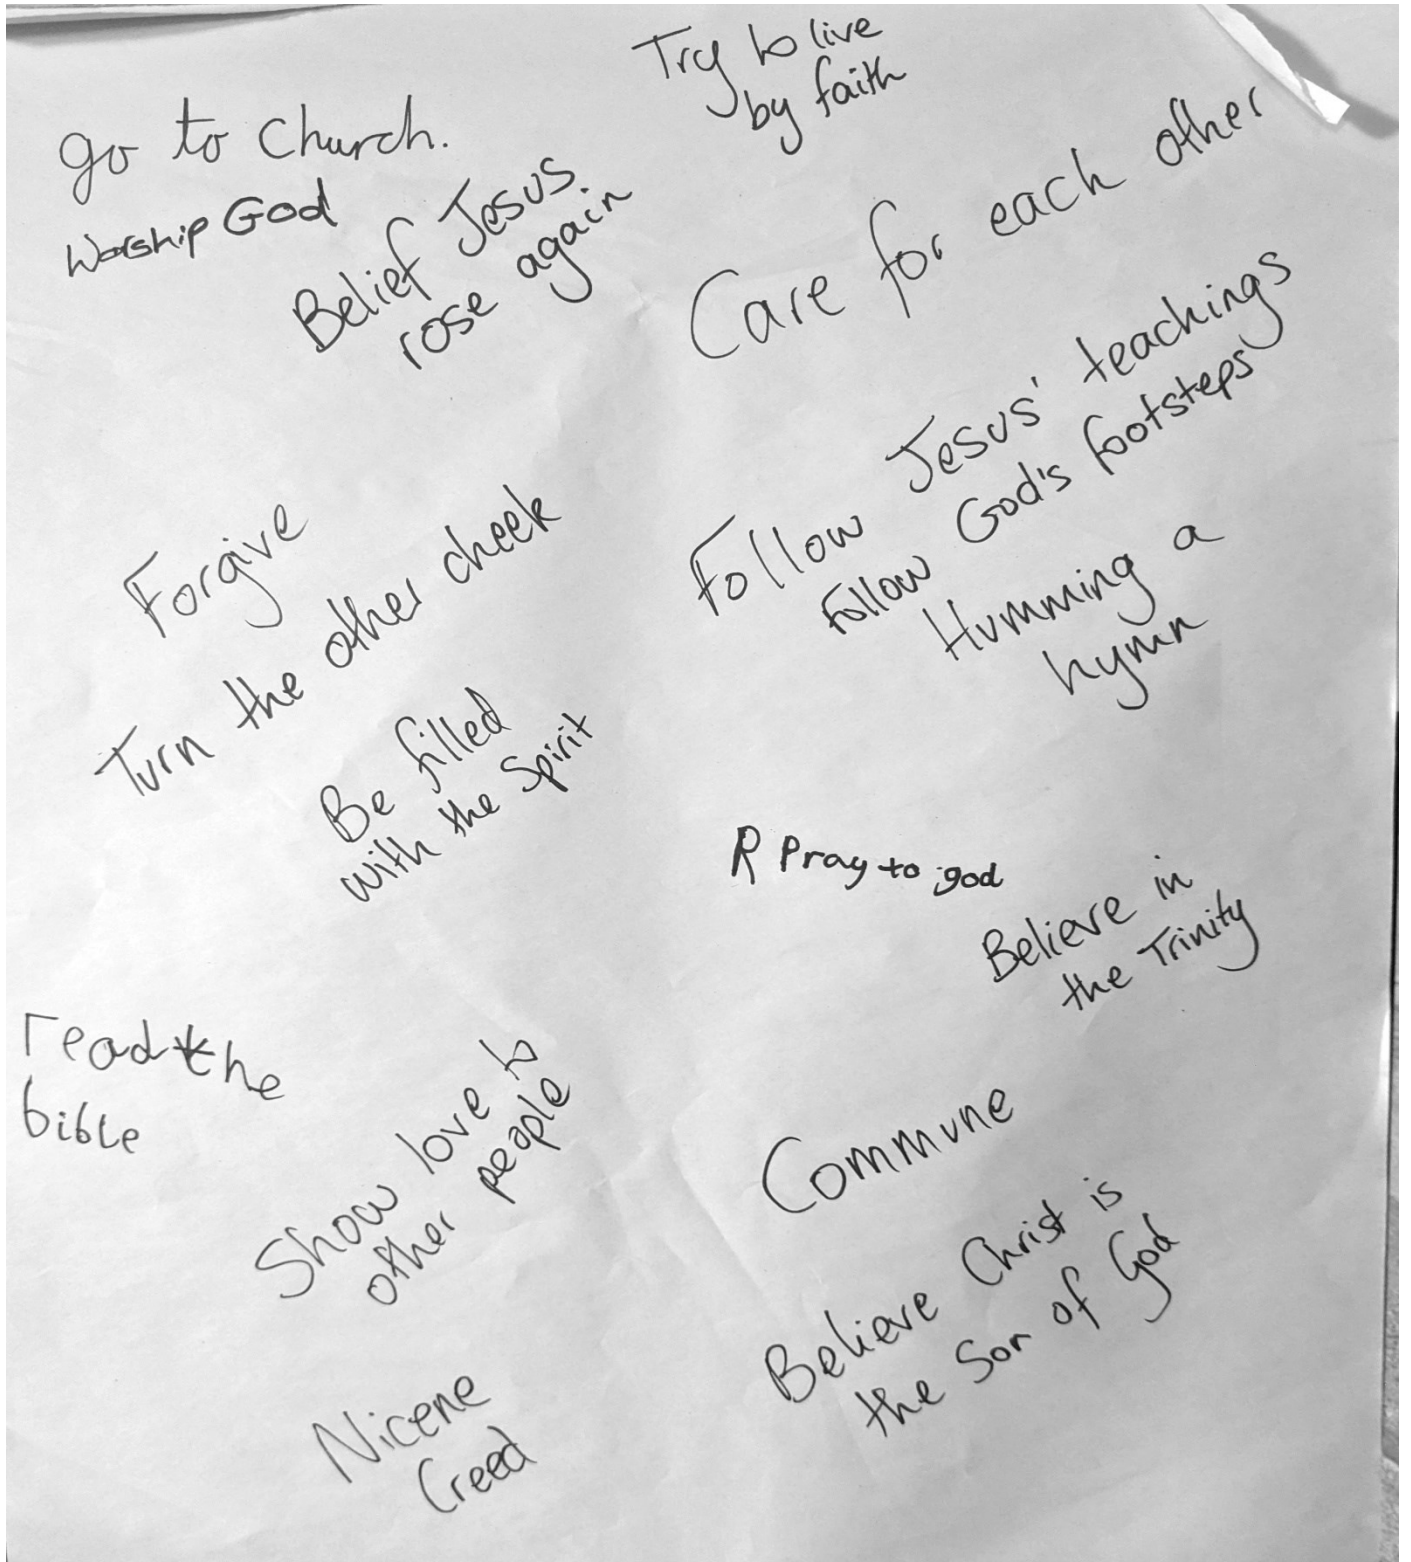 Try to live
by faith
go to Church.
Worship God
Belief Jesus
rose again
Care for each other
Follow Jesus' teachings
Follow God's footsteps
Humming a
hymn
Forgive
Turn the other cheek
Be filled
with the Spirit
R Pray to god
Believe in
the Trinity
read the
bible
Show love to
other people
Commune
Believe Christ is
the Son of God
Nicene
Creed